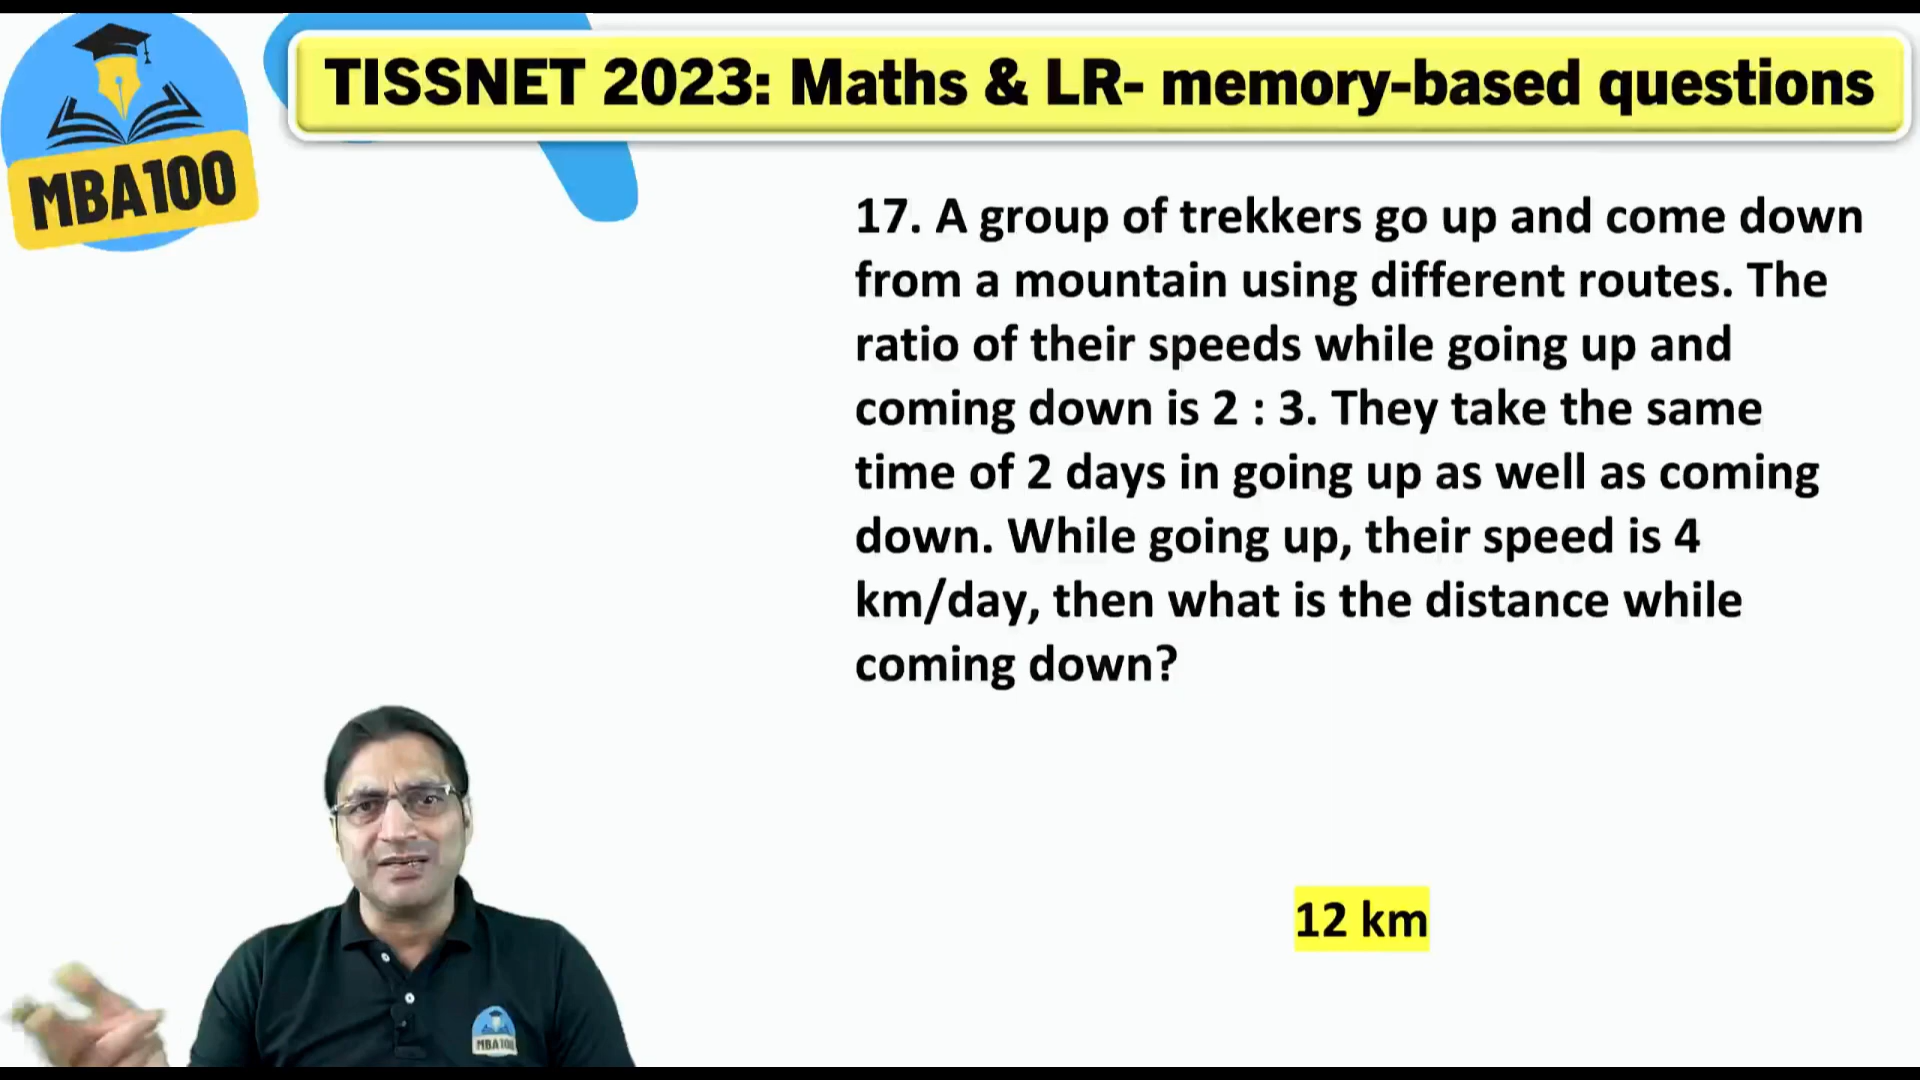 TISSNET 2023: Maths & LR- memory-based questions
MBA100
17. A group of trekkers go up and come down
from a mountain using different routes. The
ratio of their speeds while going up and
coming down is 2 : 3. They take the same
time of 2 days in going up as well as coming
down. While going up, their speed is 4
km/day, then what is the distance while
coming down?
12 km
MBA100